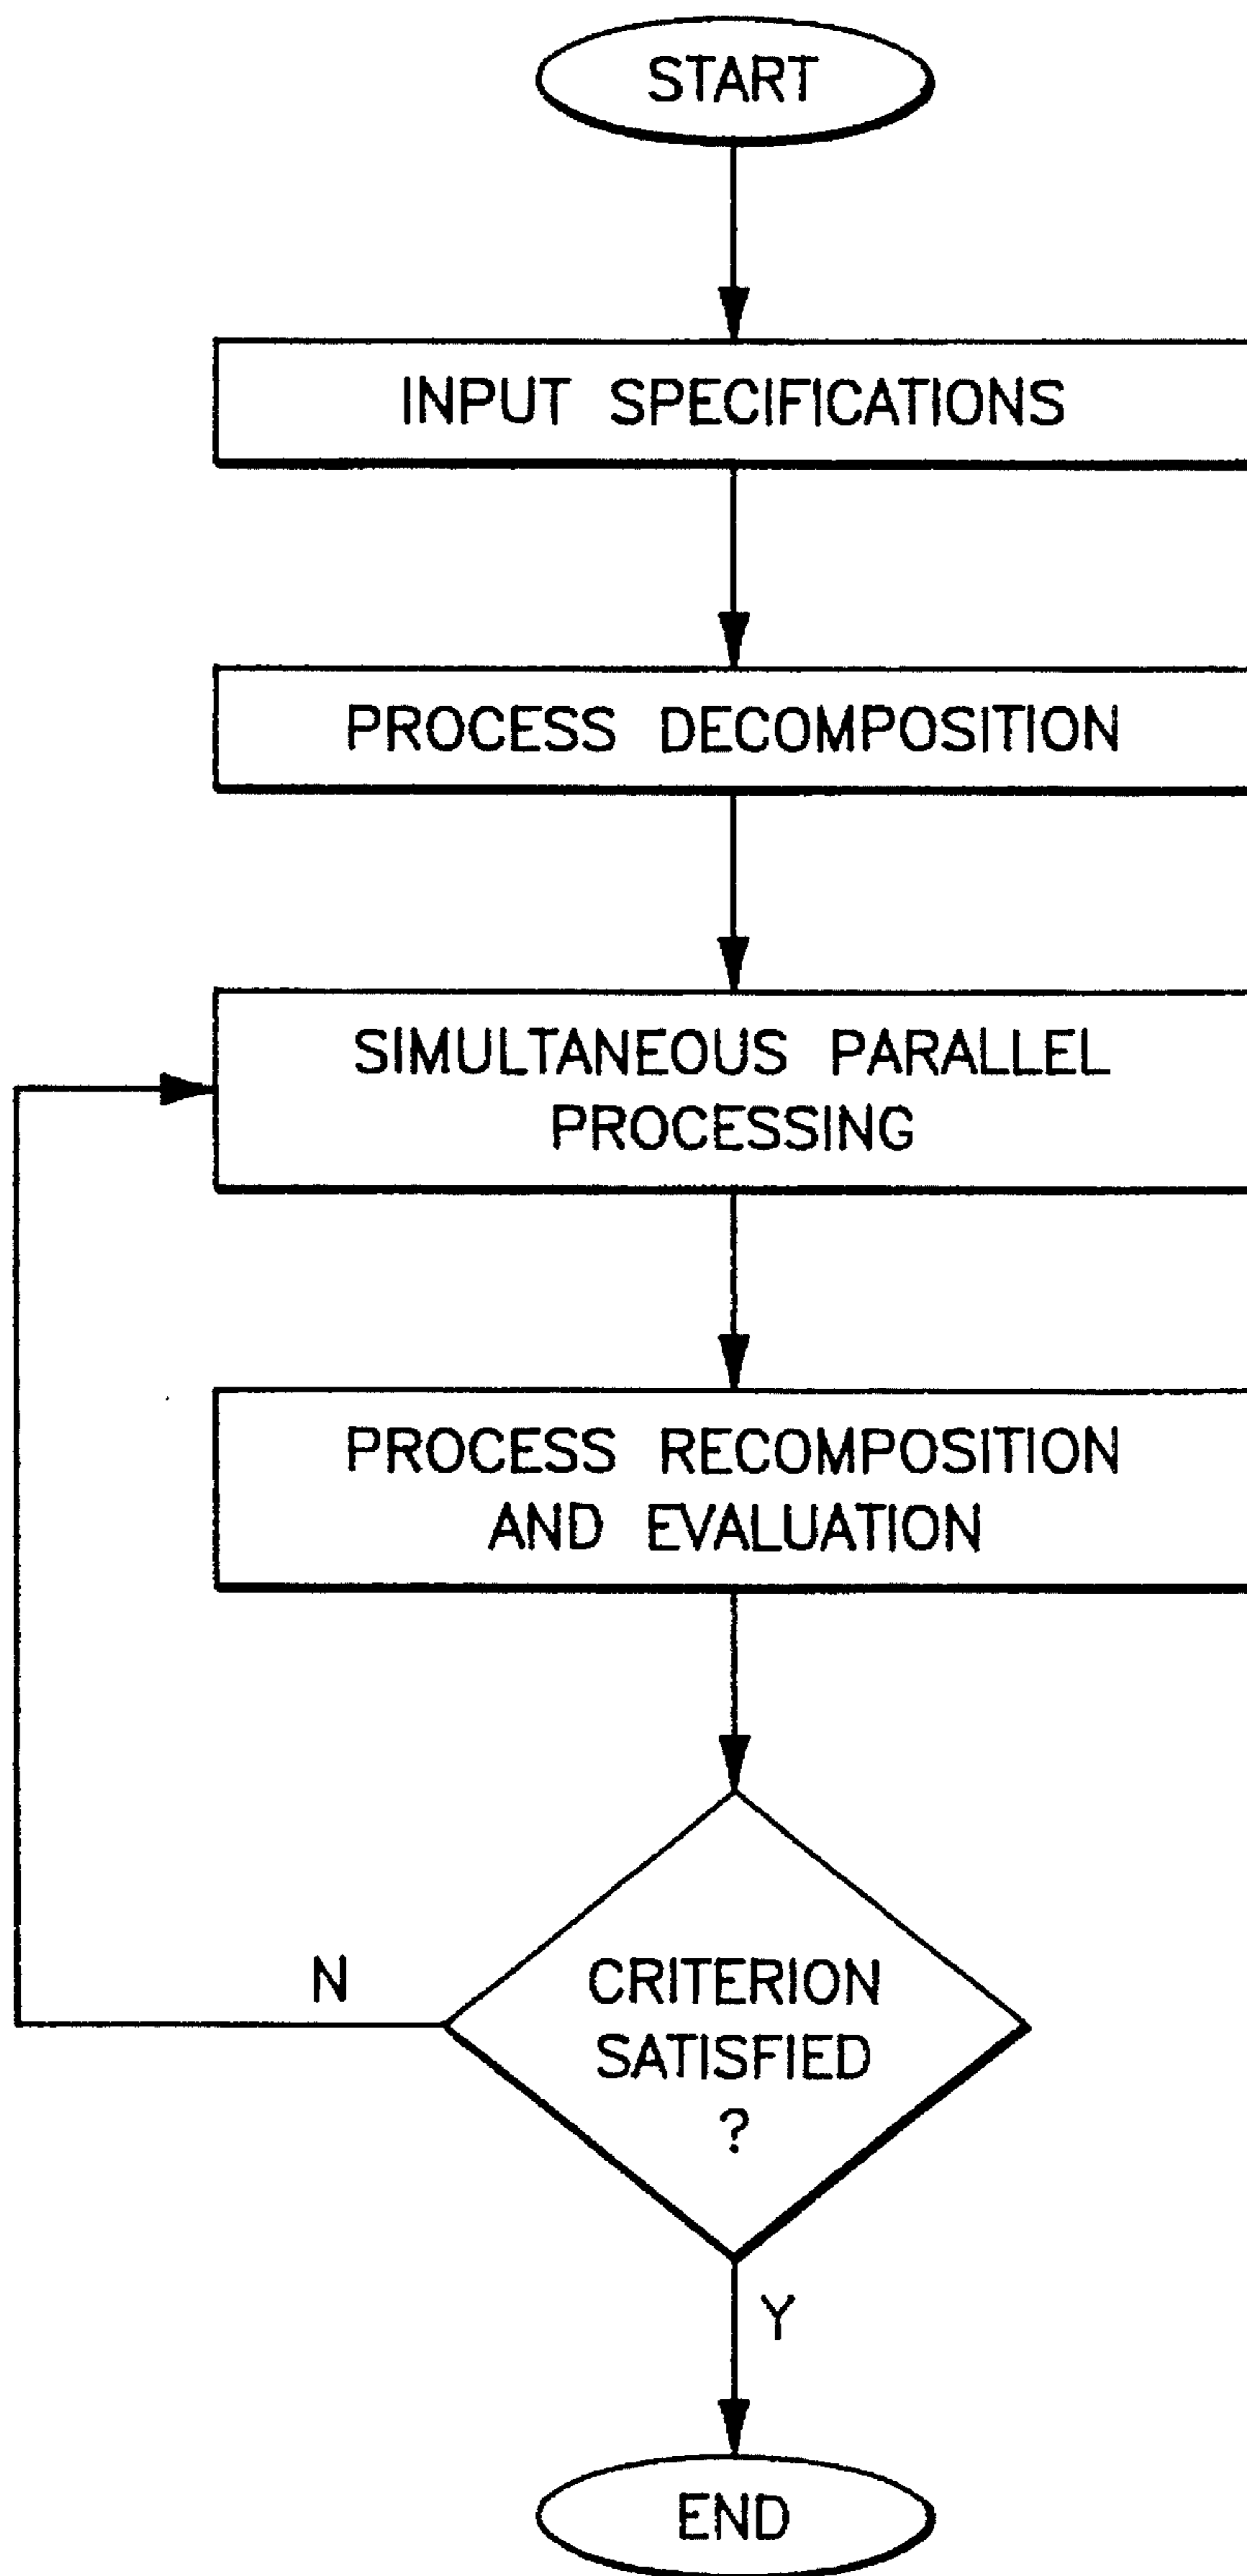 START
INPUT SPECIFICATIONS
PROCESS DECOMPOSITION
SIMULTANEOUS PARALLEL
PROCESSING
PROCESS RECOMPOSITION
AND EVALUATION
N
CRITERION
SATISFIED
?
Y
END